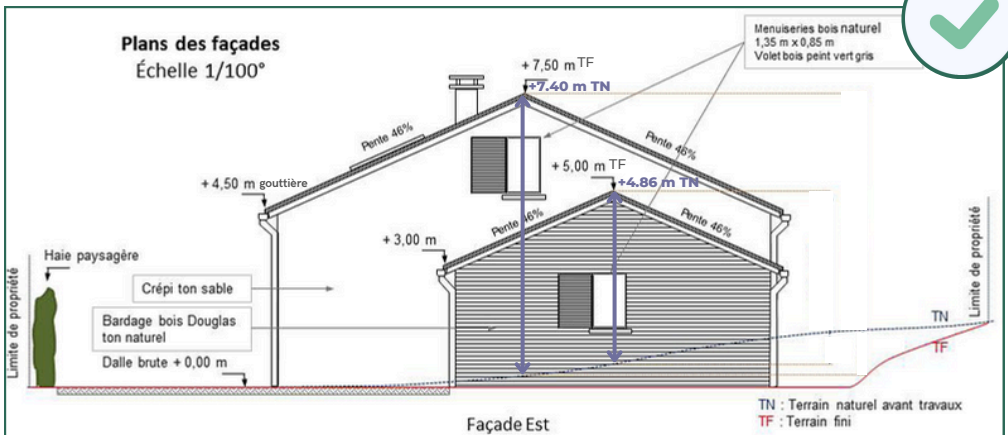 Plans des façades
Échelle 1/100°
Menuiseries bois naturel
1,35 m x 0,85 m
Volet bois peint vert gris
+ 7,50 m TF
+7.40 m TN
Pente 46%
Pente 46%
+ 5,00 m TF
+4.86 m TN
+ 4,50 m gouttière
Pente 46%
Pente 46%
+ 3,00 m
Haie paysagère
Limite de propriété
Limite de propriété
Crépi ton sable
Bardage bois Douglas
ton naturel
Dalle brute + 0,00 m
TN
TF
TN : Terrain naturel avant travaux
TF : Terrain fini
Façade Est